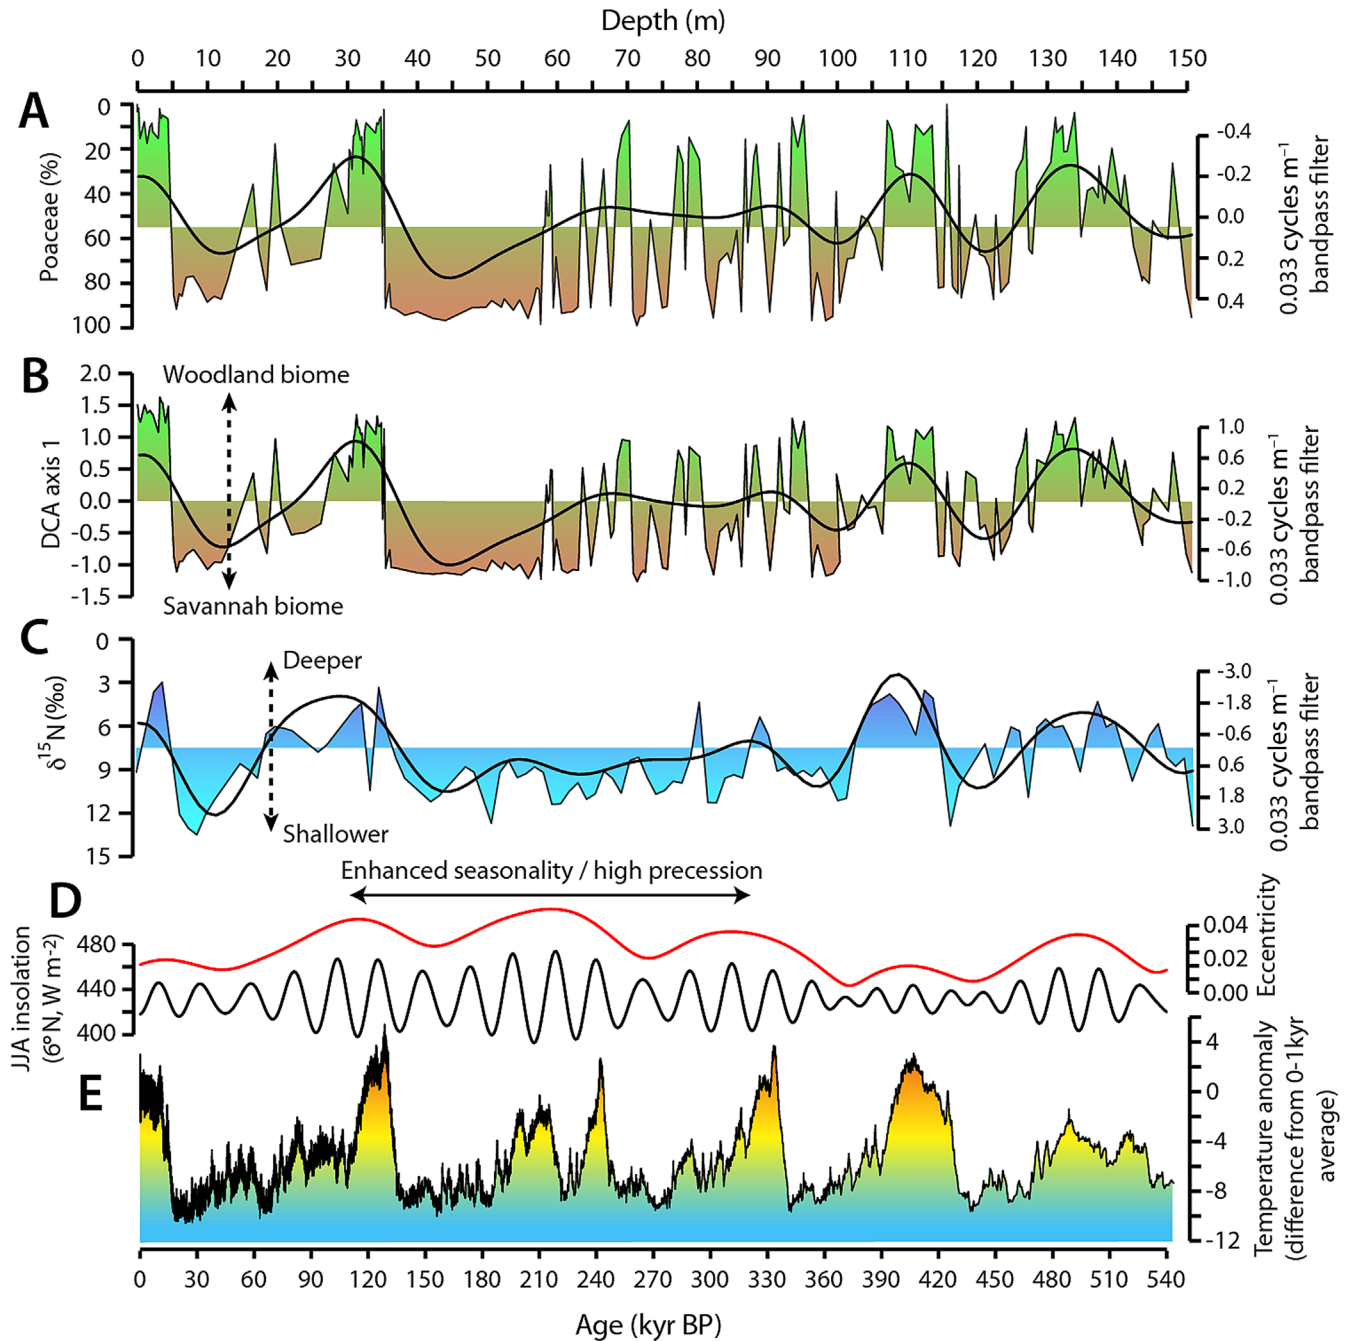 Depth (m)
0 10 20 30 31 40 50 60 70 80 90 100 110 120 130 140 150
A
0
20
40
60
80
100
Poaceae (%)
-0.4
-0.2
0.0
0.2
0.4
0.033 cycles m⁻¹
bandpass filter
B
2.0
1.5
1.0
0.5
0.0
-0.5
-1.0
-1.5
DCA axis 1
Woodland biome
Savannah biome
1.0
0.6
0.2
-0.2
-0.6
-1.0
0.033 cycles m⁻¹
bandpass filter
C
0
3
6
9
12
15
δ¹⁵N (‰)
Deeper
Shallower
-3.0
-1.8
-0.6
0.6
1.8
3.0
0.033 cycles m⁻¹
bandpass filter
Enhanced seasonality / high precession
D
480
440
400
JJA insolation
(6°N, W m⁻²)
0.04
0.02
0.00
Eccentricity
E
4
0
-4
-8
-12
Temperature anomaly
(difference from 0-1kyr
average)
0 30 60 90 120 150 180 210 240 270 300 330 360 390 420 450 480 510 540
Age (kyr BP)